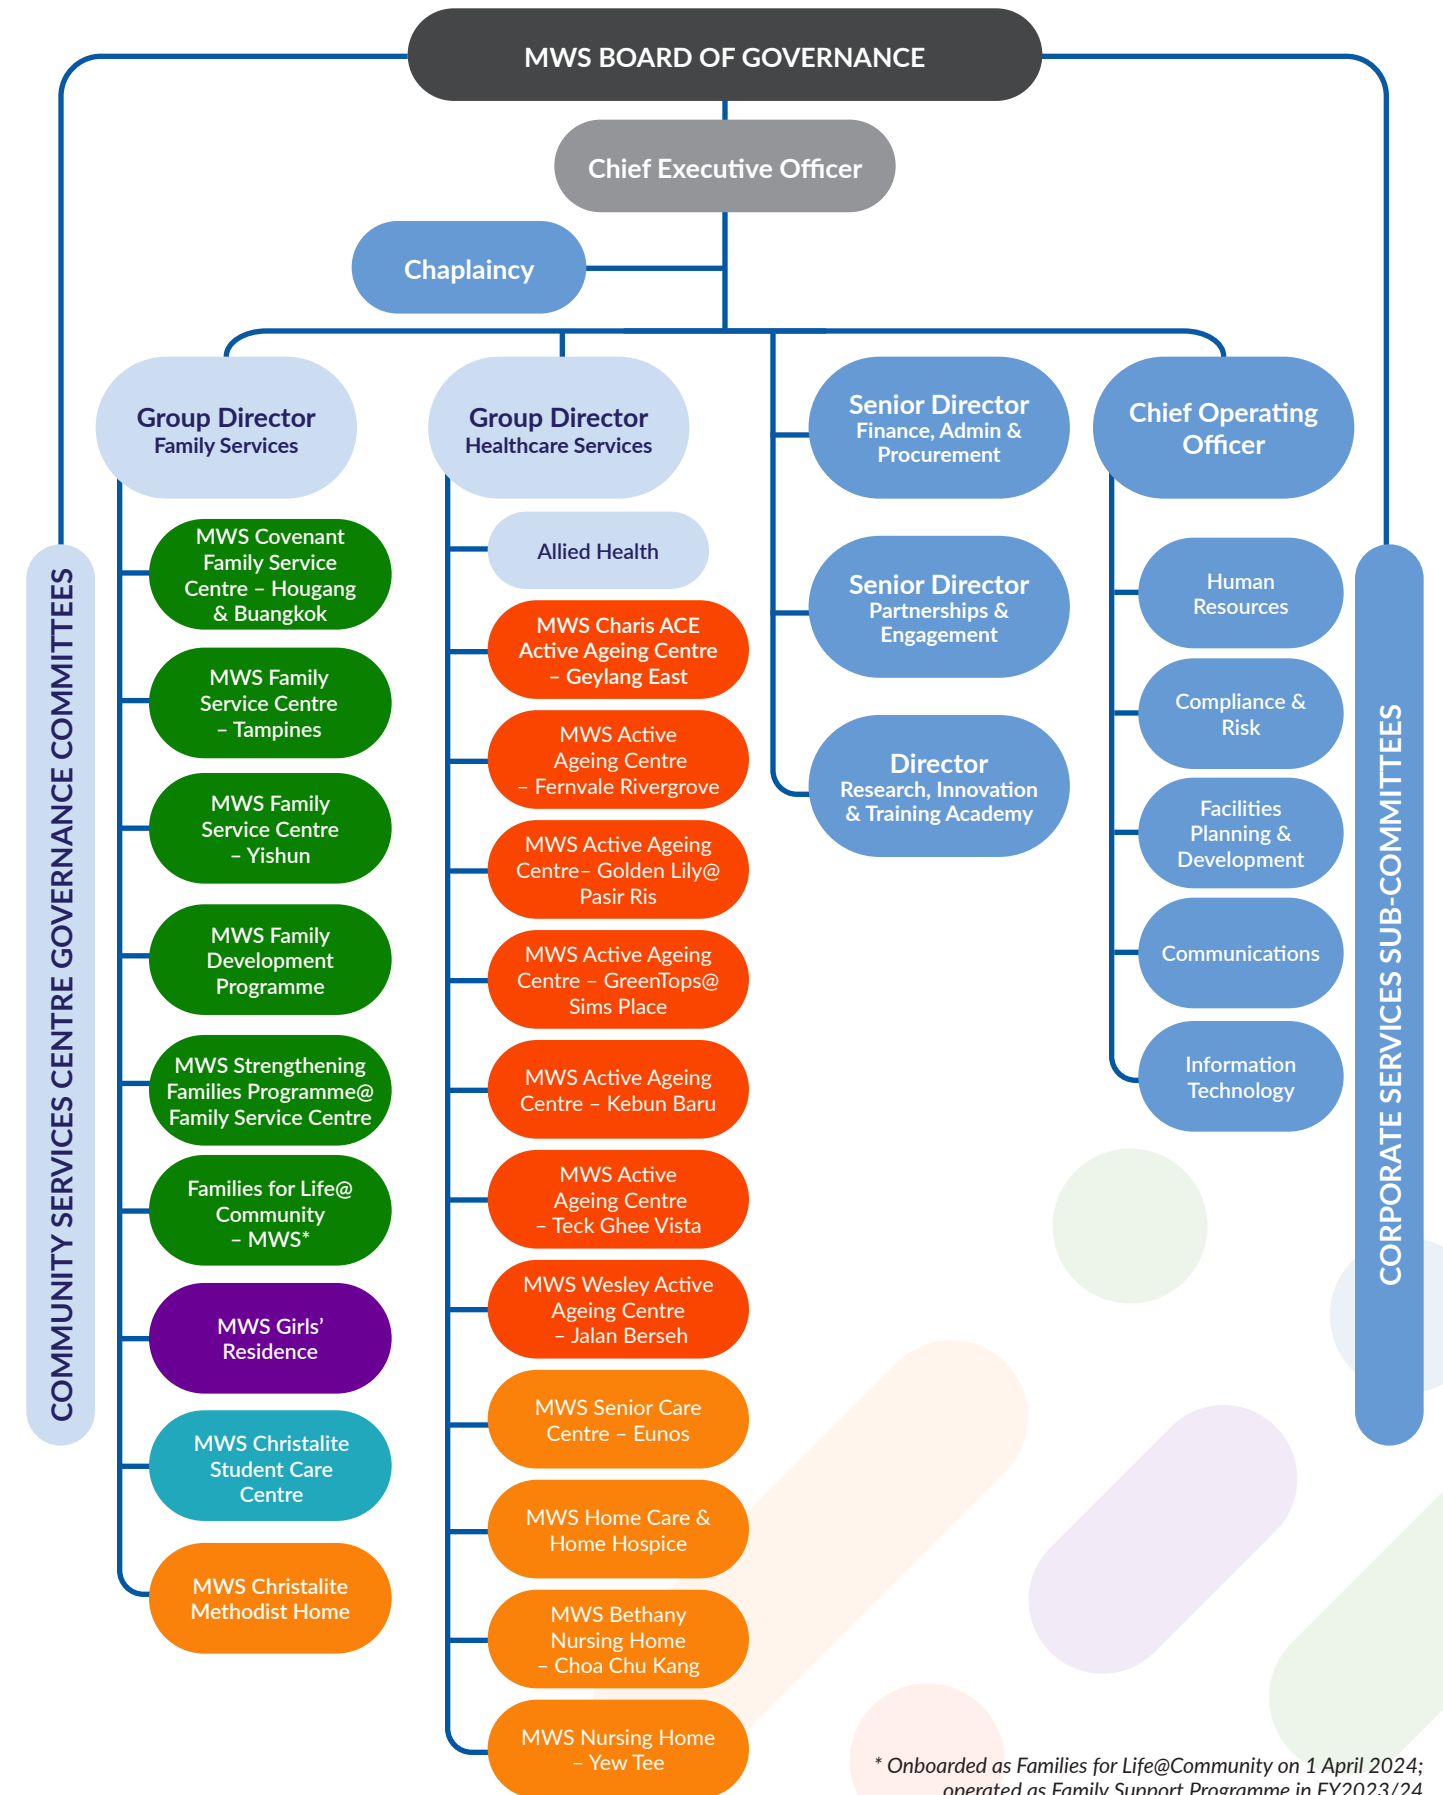 MWS BOARD OF GOVERNANCE
Chief Executive Officer
Chaplaincy
Group Director
Family Services
Group Director
Healthcare Services
Senior Director
Finance, Admin &
Procurement
Chief Operating
Officer
COMMUNITY SERVICES CENTRE GOVERNANCE COMMITTEES
MWS Covenant
Family Service
Centre – Hougang
& Buangkok
MWS Family
Service Centre
– Tampines
MWS Family
Service Centre
– Yishun
MWS Family
Development
Programme
MWS Strengthening
Families Programme@
Family Service Centre
Families for Life@
Community
– MWS*
MWS Girls’
Residence
MWS Christalite
Student Care
Centre
MWS Christalite
Methodist Home
Allied Health
MWS Charis ACE
Active Ageing Centre
– Geylang East
MWS Active
Ageing Centre
– Fernvale Rivergrove
MWS Active Ageing
Centre– Golden Lily@
Pasir Ris
MWS Active Ageing
Centre – GreenTops@
Sims Place
MWS Active Ageing
Centre – Kebun Baru
MWS Active
Ageing Centre
– Teck Ghee Vista
MWS Wesley Active
Ageing Centre
– Jalan Berseh
MWS Senior Care
Centre – Eunos
MWS Home Care &
Home Hospice
MWS Bethany
Nursing Home
– Choa Chu Kang
MWS Nursing Home
– Yew Tee
Senior Director
Partnerships &
Engagement
Director
Research, Innovation
& Training Academy
Human
Resources
Compliance &
Risk
Facilities
Planning &
Development
Communications
Information
Technology
CORPORATE SERVICES SUB-COMMITTEES
* Onboarded as Families for Life@Community on 1 April 2024;
operated as Family Support Programme in FY2023/24